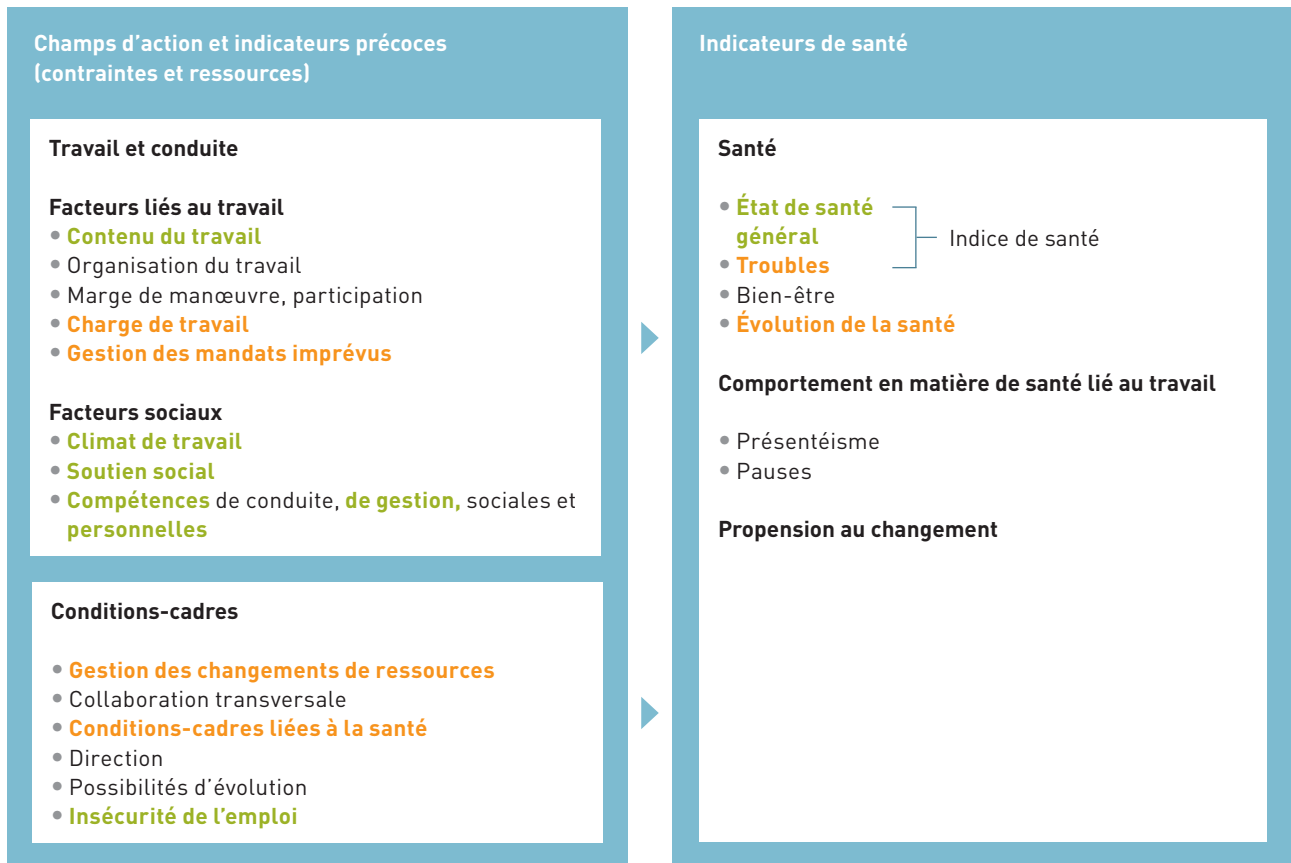 Champs d’action et indicateurs précoces
(contraintes et ressources)
Travail et conduite
Facteurs liés au travail
• Contenu du travail
• Organisation du travail
• Marge de manœuvre, participation
• Charge de travail
• Gestion des mandats imprévus
Facteurs sociaux
• Climat de travail
• Soutien social
• Compétences de conduite, de gestion, sociales et
personnelles
Conditions-cadres
• Gestion des changements de ressources
• Collaboration transversale
• Conditions-cadres liées à la santé
• Direction
• Possibilités d’évolution
• Insécurité de l’emploi
Indicateurs de santé
Santé
• État de santé
général
• Troubles
Indice de santé
• Bien-être
• Évolution de la santé
Comportement en matière de santé lié au travail
• Présentéisme
• Pauses
Propension au changement